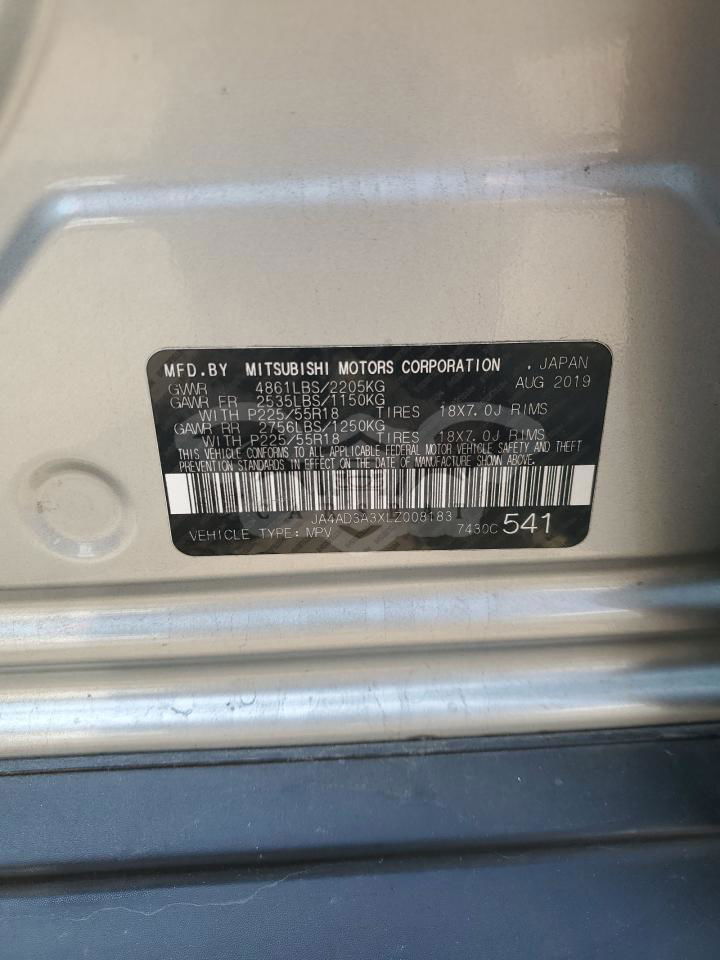 MFD.BY MITSUBISHI MOTORS CORPORATION , JAPAN
GVWR 4861LBS/2205KG AUG 2019
GAWR FR 2535LBS/1150KG
WITH P225/55R18 TIRES 18X7.0J RIMS
GAWR RR 2756LBS/1250KG
WITH P225/55R18 TIRES 18X7.0J RIMS
THIS VEHICLE CONFORMS TO ALL APPLICABLE FEDERAL MOTOR VEHICLE SAFETY AND THEFT
PREVENTION STANDARDS IN EFFECT ON THE DATE OF MANUFACTURE SHOWN ABOVE.
JA4AD3A3XLZ008183
VEHICLE TYPE: MPV 7430C 541